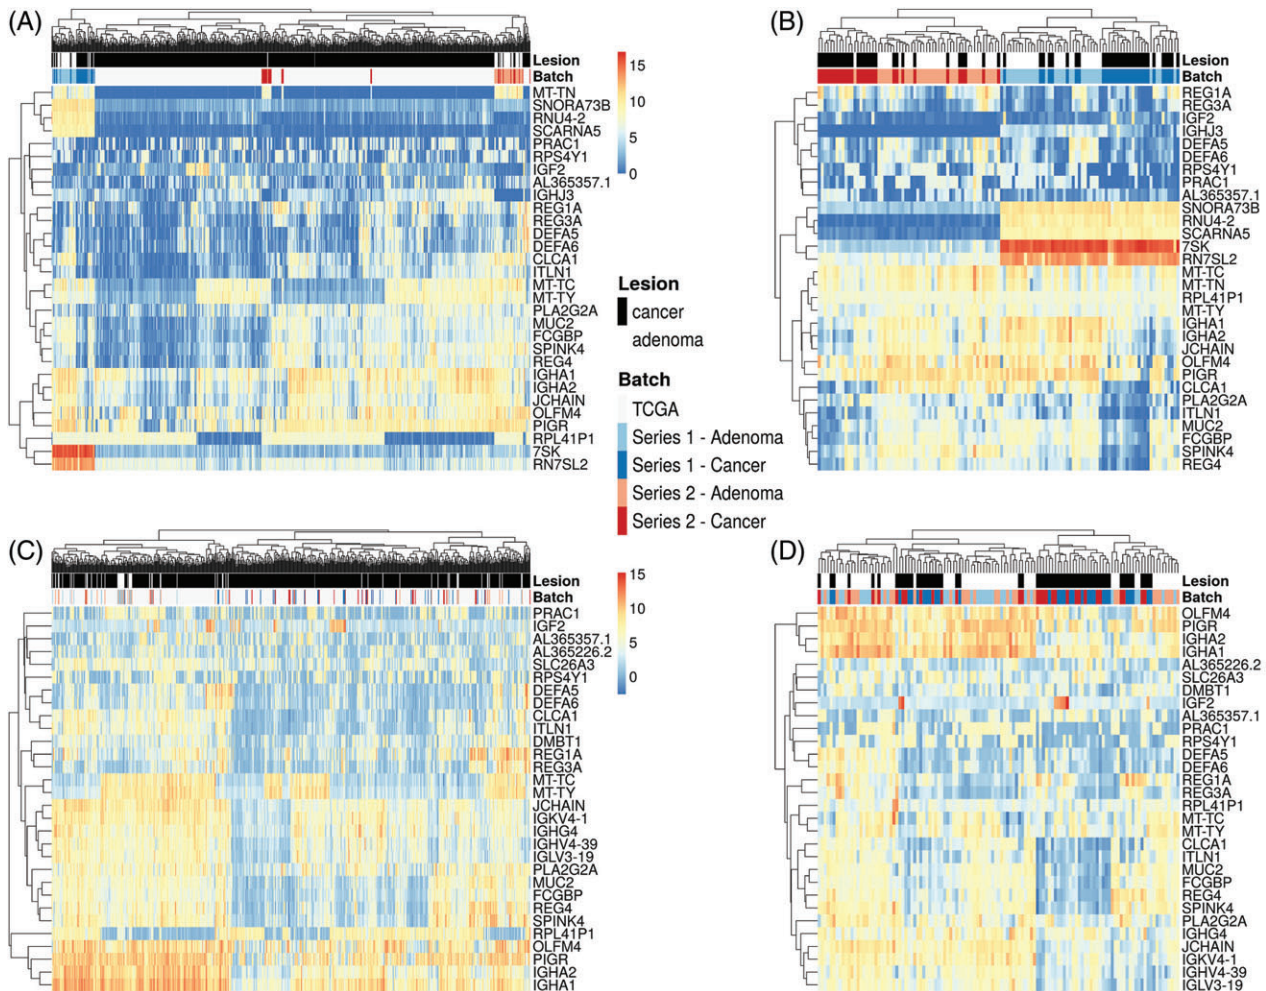 (A)
Lesion
Batch
MT-TN
SNORA73B
RNU4-2
SCARNA5
PRAC1
RPS4Y1
IGF2
AL365357.1
IGHJ3
REG1A
REG3A
DEFA5
DEFA6
CLCA1
ITLN1
MT-TC
MT-TY
PLA2G2A
MUC2
FCGBP
SPINK4
REG4
IGHA1
IGHA2
JCHAIN
OLFM4
PIGR
RPL41P1
7SK
RN7SL2
15
10
5
0
Lesion
cancer
adenoma
Batch
TCGA
Series 1 - Adenoma
Series 1 - Cancer
Series 2 - Adenoma
Series 2 - Cancer
(B)
Lesion
Batch
REG1A
REG3A
IGF2
IGHJ3
DEFA5
DEFA6
RPS4Y1
PRAC1
AL365357.1
SNORA73B
RNU4-2
SCARNA5
7SK
RN7SL2
MT-TC
MT-TN
RPL41P1
MT-TY
IGHA1
IGHA2
JCHAIN
OLFM4
PIGR
CLCA1
PLA2G2A
ITLN1
MUC2
FCGBP
SPINK4
REG4
(C)
Lesion
Batch
PRAC1
IGF2
AL365357.1
AL365226.2
SLC26A3
RPS4Y1
DEFA5
DEFA6
CLCA1
ITLN1
DMBT1
REG1A
REG3A
MT-TC
MT-TY
JCHAIN
IGKV4-1
IGHG4
IGHV4-39
IGLV3-19
PLA2G2A
MUC2
FCGBP
REG4
SPINK4
RPL41P1
OLFM4
PIGR
IGHA2
IGHA1
15
10
5
0
(D)
Lesion
Batch
OLFM4
PIGR
IGHA2
IGHA1
AL365226.2
SLC26A3
DMBT1
IGF2
AL365357.1
PRAC1
RPS4Y1
DEFA5
DEFA6
REG1A
REG3A
RPL41P1
MT-TC
MT-TY
CLCA1
ITLN1
MUC2
FCGBP
REG4
SPINK4
PLA2G2A
IGHG4
JCHAIN
IGKV4-1
IGHV4-39
IGLV3-19